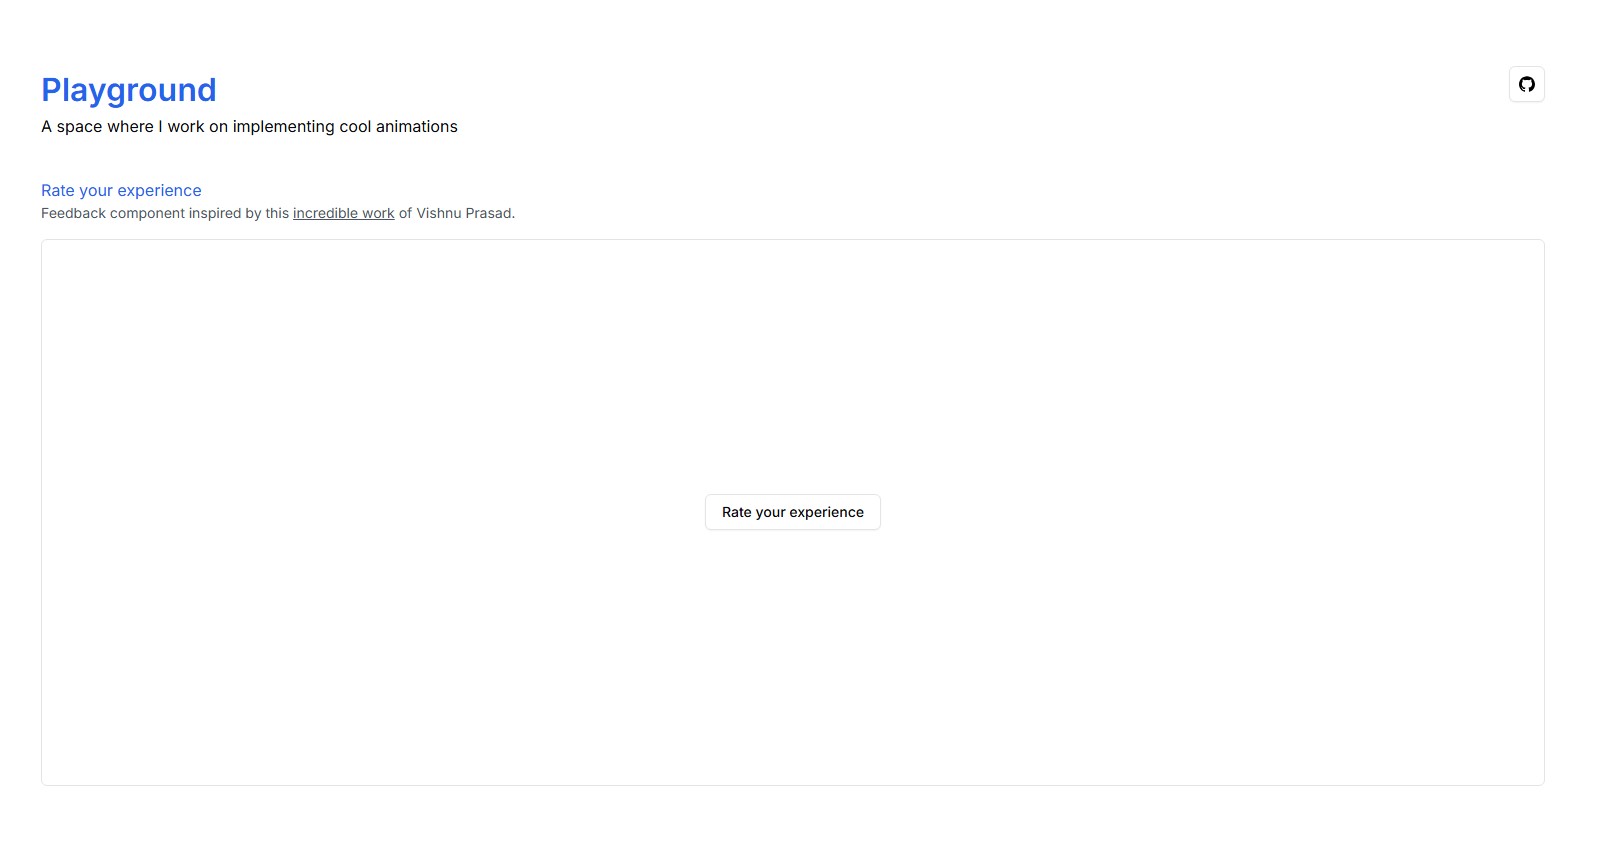 Playground
A space where I work on implementing cool animations
Rate your experience
Feedback component inspired by this incredible work of Vishnu Prasad.
Rate your experience